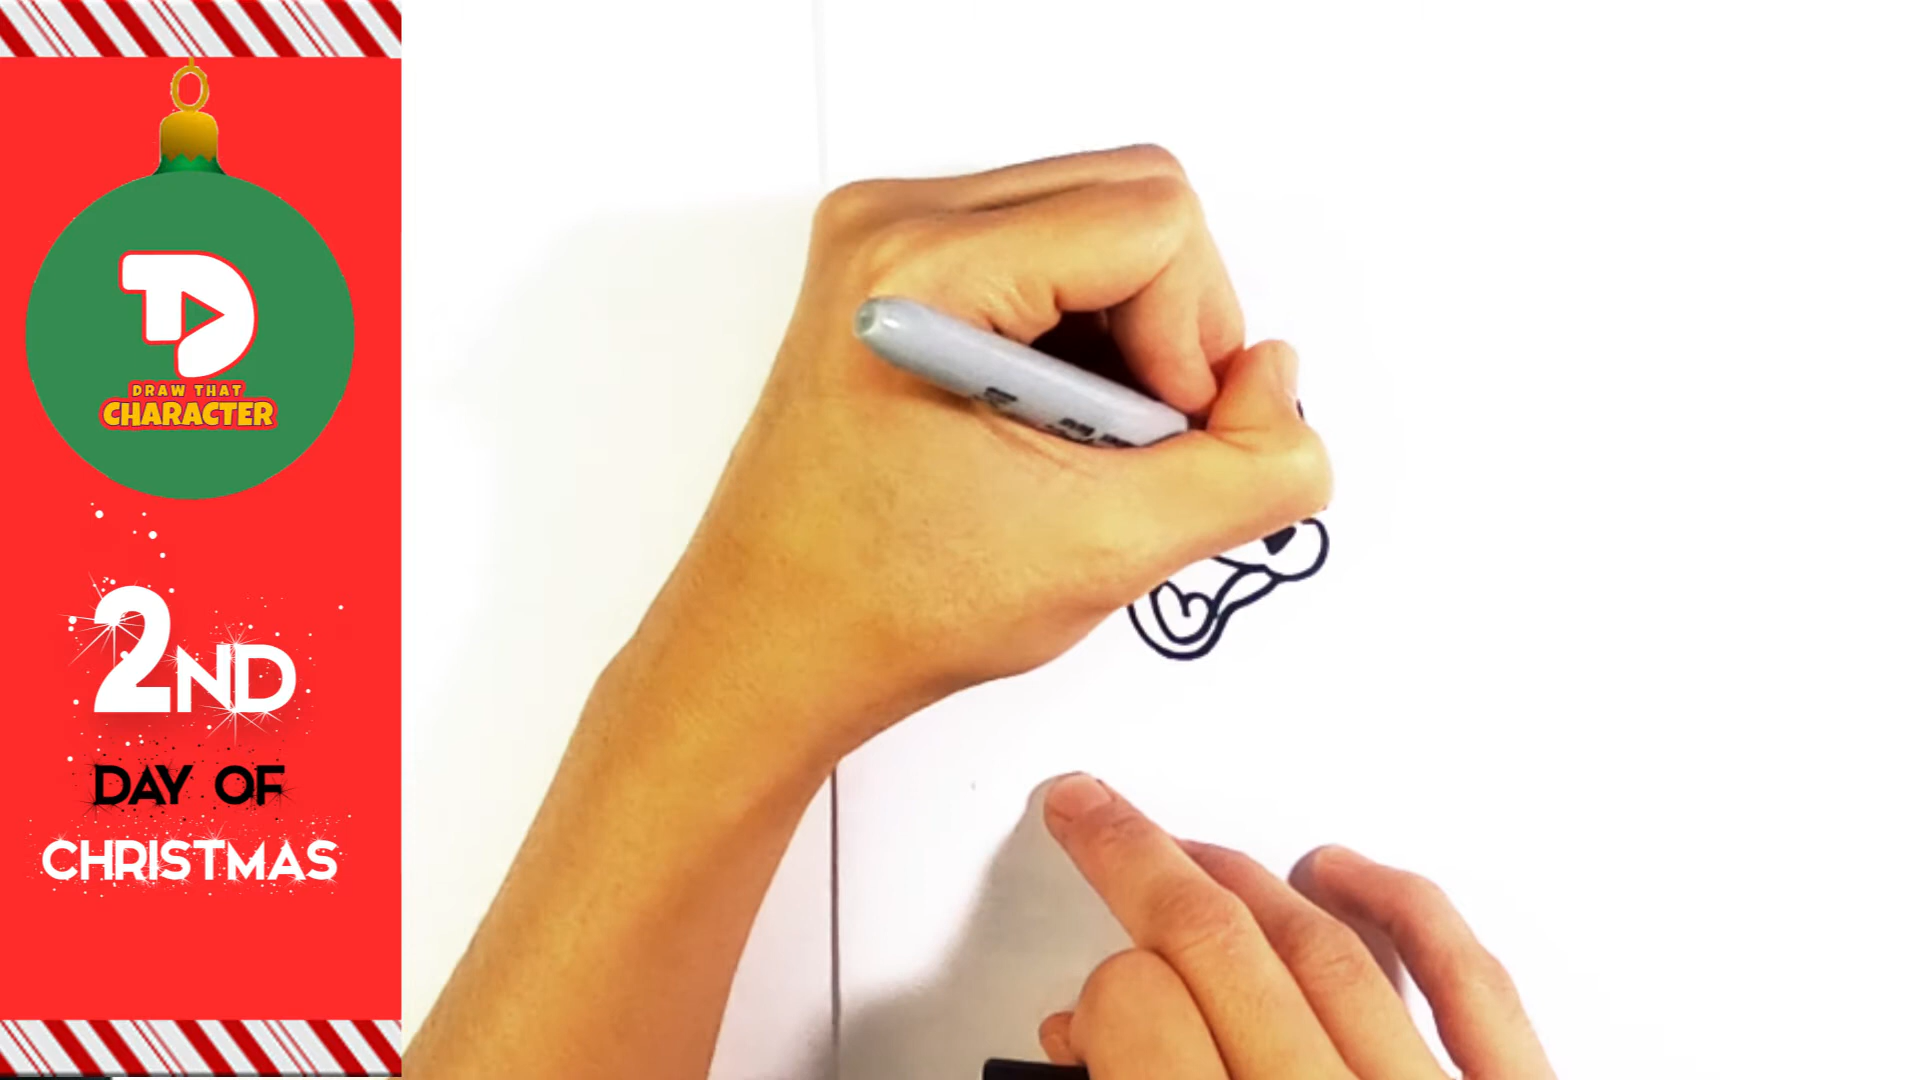 DRAW THAT
CHARACTER
2ND
DAY OF
CHRISTMAS